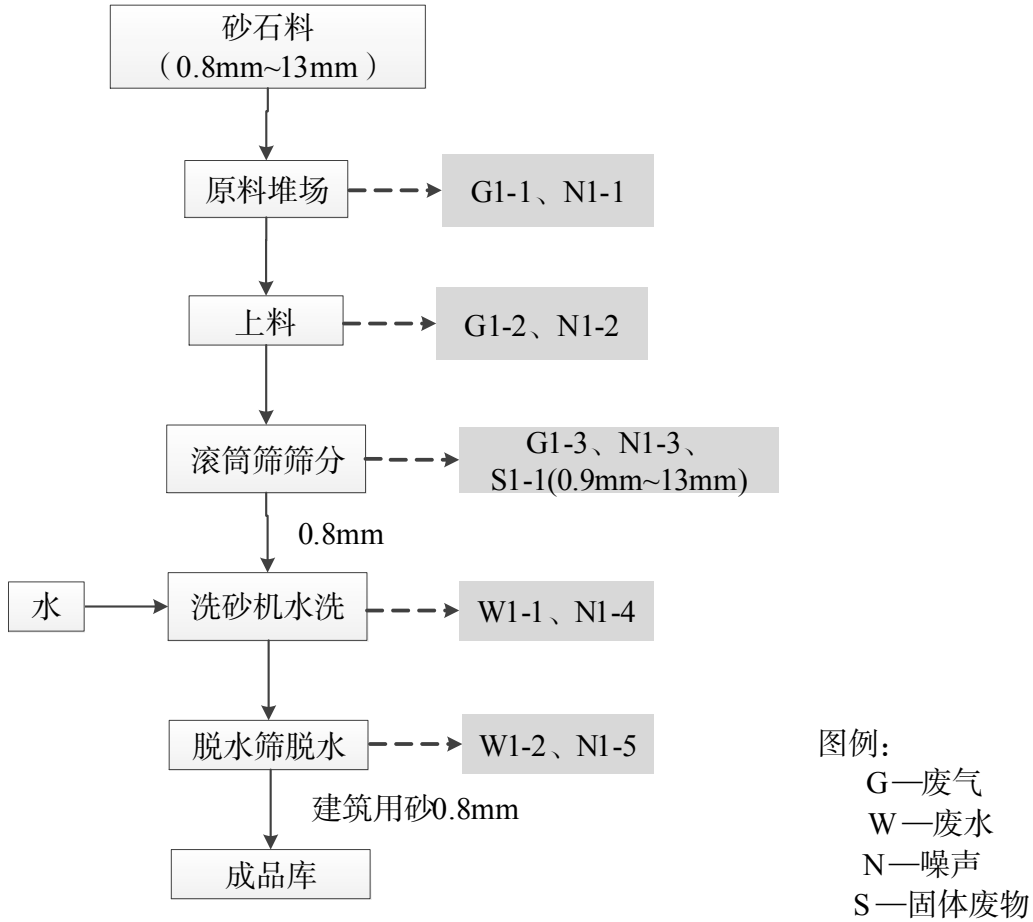 砂石料
（0.8mm~13mm）
原料堆场
G1-1、N1-1
上料
G1-2、N1-2
滚筒筛筛分
G1-3、N1-3、
S1-1(0.9mm~13mm)
0.8mm
水
洗砂机水洗
W1-1、N1-4
脱水筛脱水
W1-2、N1-5
建筑用砂0.8mm
成品库
图例：
G—废气
W—废水
N—噪声
S—固体废物